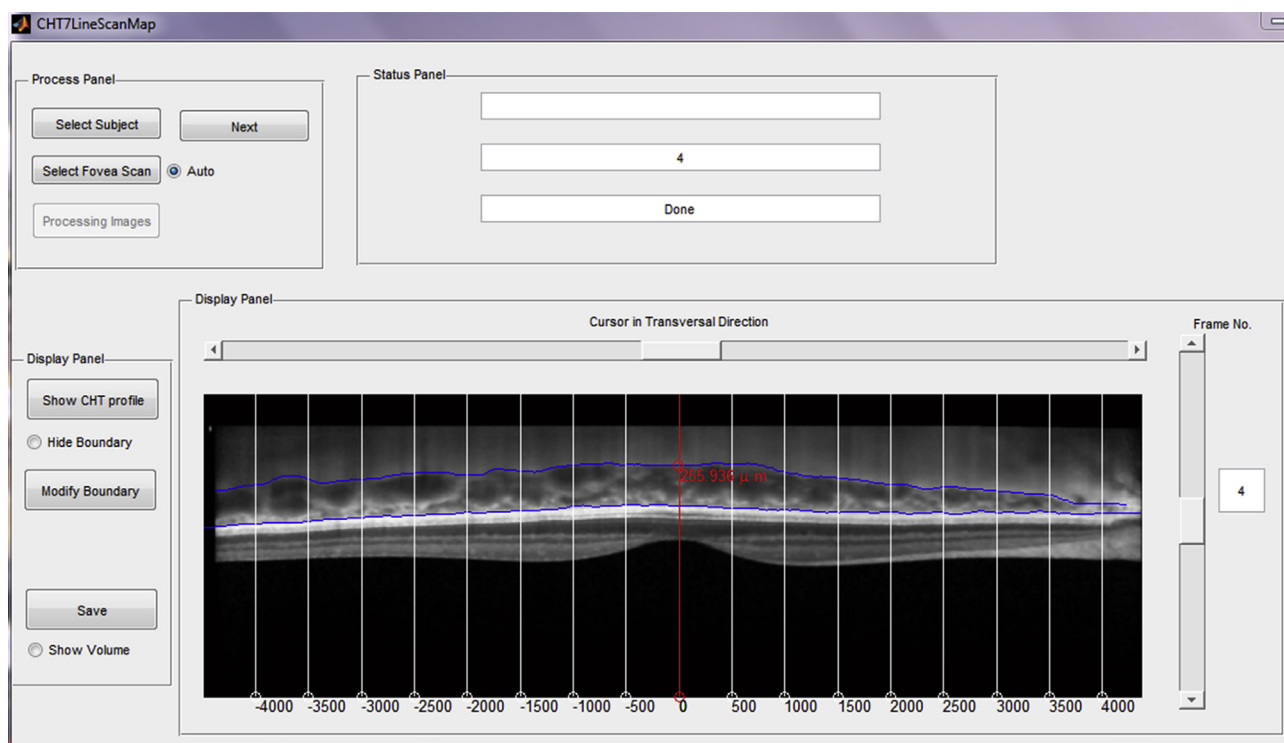 CHT7LineScanMap
Process Panel
Select Subject
Next
Select Fovea Scan
Auto
Processing Images
Status Panel
4
Done
Display Panel
Show CHT profile
Hide Boundary
Modify Boundary
Save
Show Volume
Display Panel
Cursor in Transversal Direction
Frame No.
255.936 μ m
4
-4000 -3500 -3000 -2500 -2000 -1500 -1000 -500 0 500 1000 1500 2000 2500 3000 3500 4000